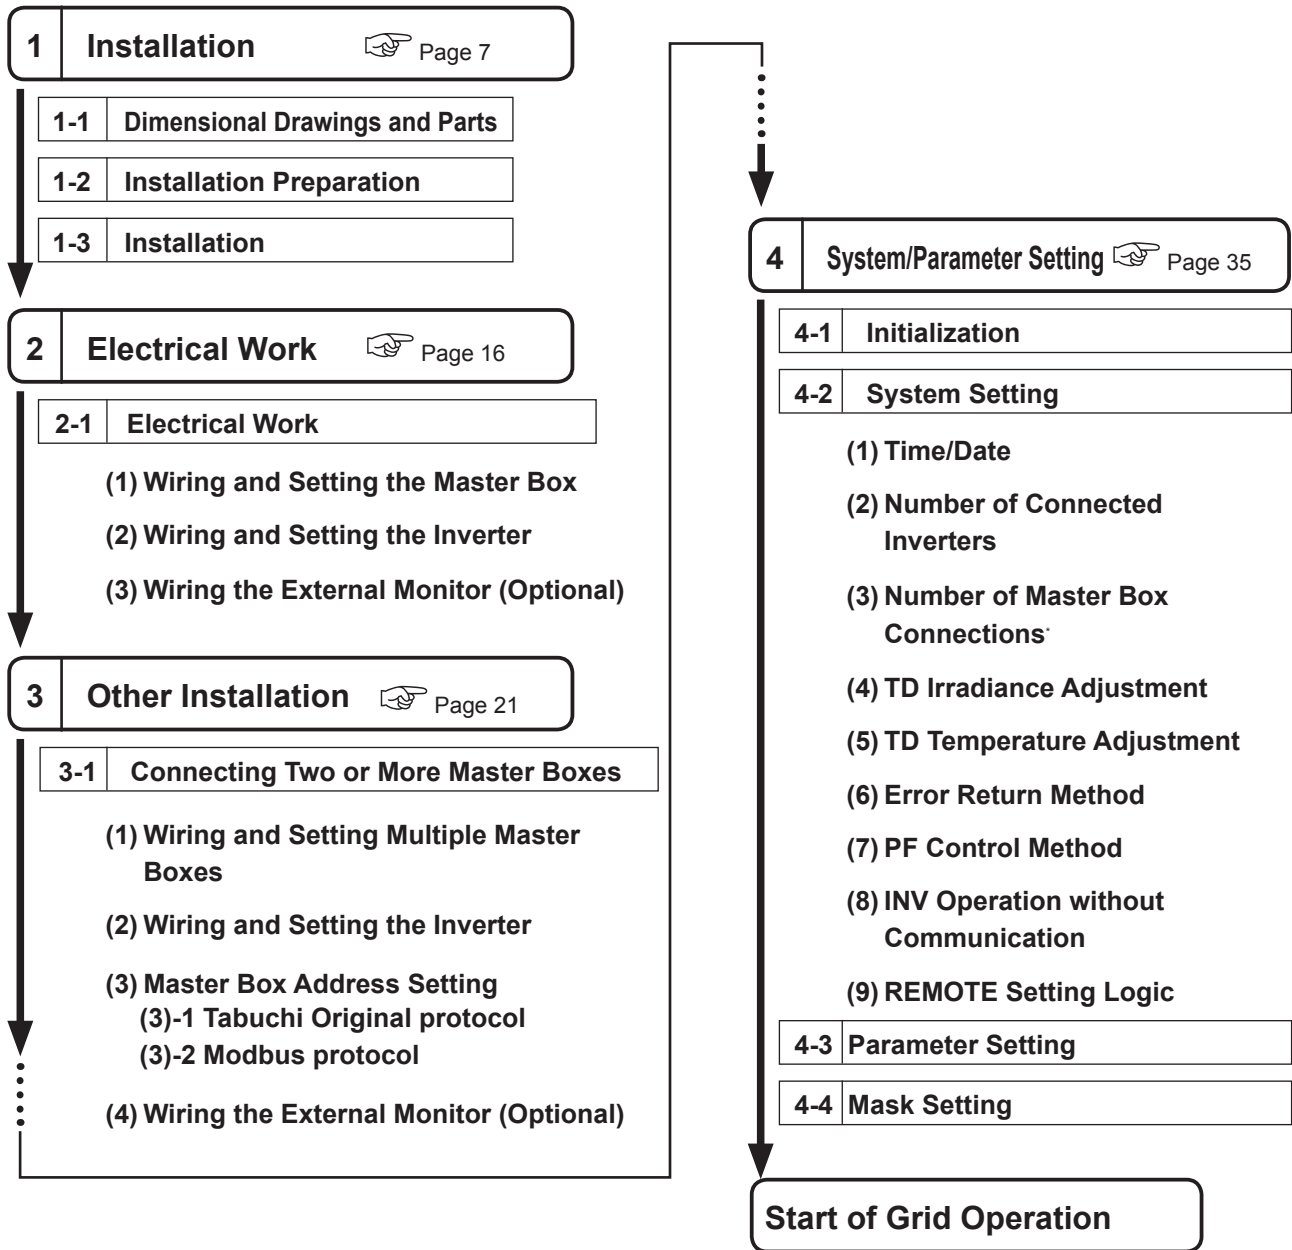 1 Installation Page 7
1-1 Dimensional Drawings and Parts
1-2 Installation Preparation
1-3 Installation
2 Electrical Work Page 16
2-1 Electrical Work
(1) Wiring and Setting the Master Box
(2) Wiring and Setting the Inverter
(3) Wiring the External Monitor (Optional)
3 Other Installation Page 21
3-1 Connecting Two or More Master Boxes
(1) Wiring and Setting Multiple Master
Boxes
(2) Wiring and Setting the Inverter
(3) Master Box Address Setting
(3)-1 Tabuchi Original protocol
(3)-2 Modbus protocol
(4) Wiring the External Monitor (Optional)
4 System/Parameter Setting Page 35
4-1 Initialization
4-2 System Setting
(1) Time/Date
(2) Number of Connected
Inverters
(3) Number of Master Box
Connections
(4) TD Irradiance Adjustment
(5) TD Temperature Adjustment
(6) Error Return Method
(7) PF Control Method
(8) INV Operation without
Communication
(9) REMOTE Setting Logic
4-3 Parameter Setting
4-4 Mask Setting
Start of Grid Operation